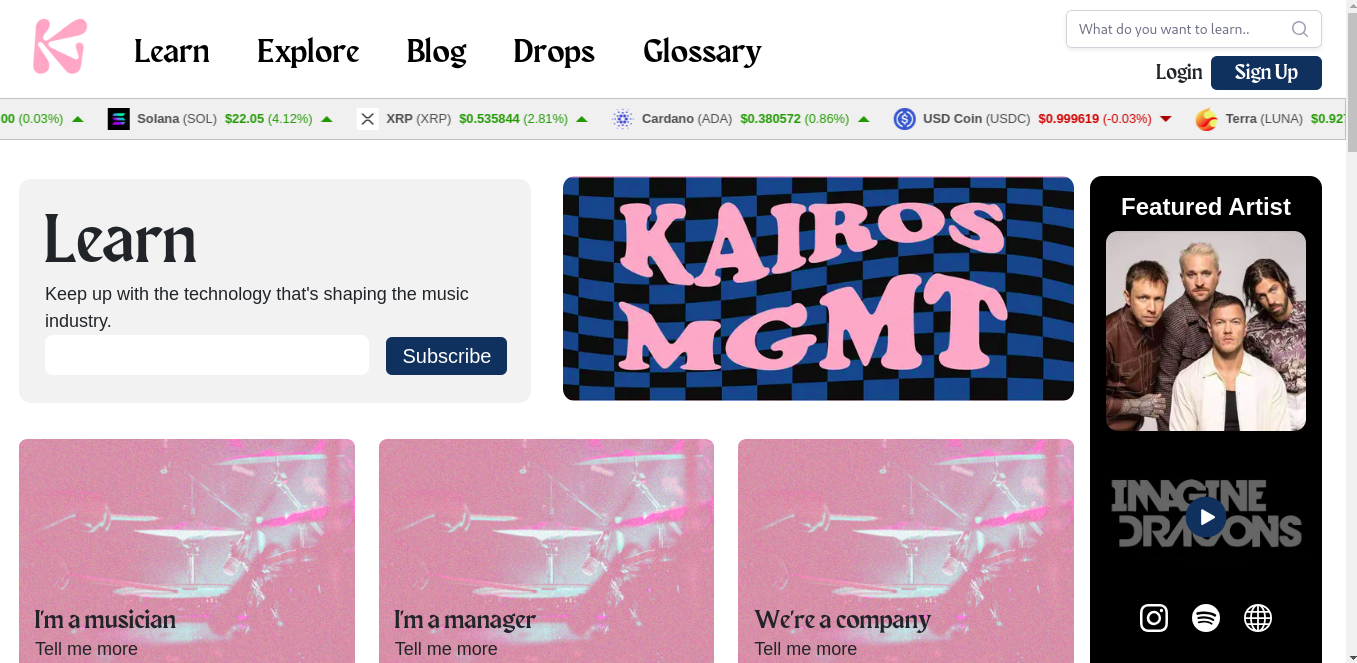 K
Learn
Explore
Blog
Drops
Glossary
What do you want to learn..
Login
Sign Up
00 (0.03%)
Solana (SOL) $22.05 (4.12%)
XRP (XRP) $0.535844 (2.81%)
Cardano (ADA) $0.380572 (0.86%)
USD Coin (USDC) $0.999619 (-0.03%)
Terra (LUNA) $0.927
Learn
Keep up with the technology that's shaping the music
industry.
Subscribe
KAIROS
MGMT
Featured Artist
IMAGINE
DRAGONS
I'm a musician
Tell me more
I'm a manager
Tell me more
We're a company
Tell me more